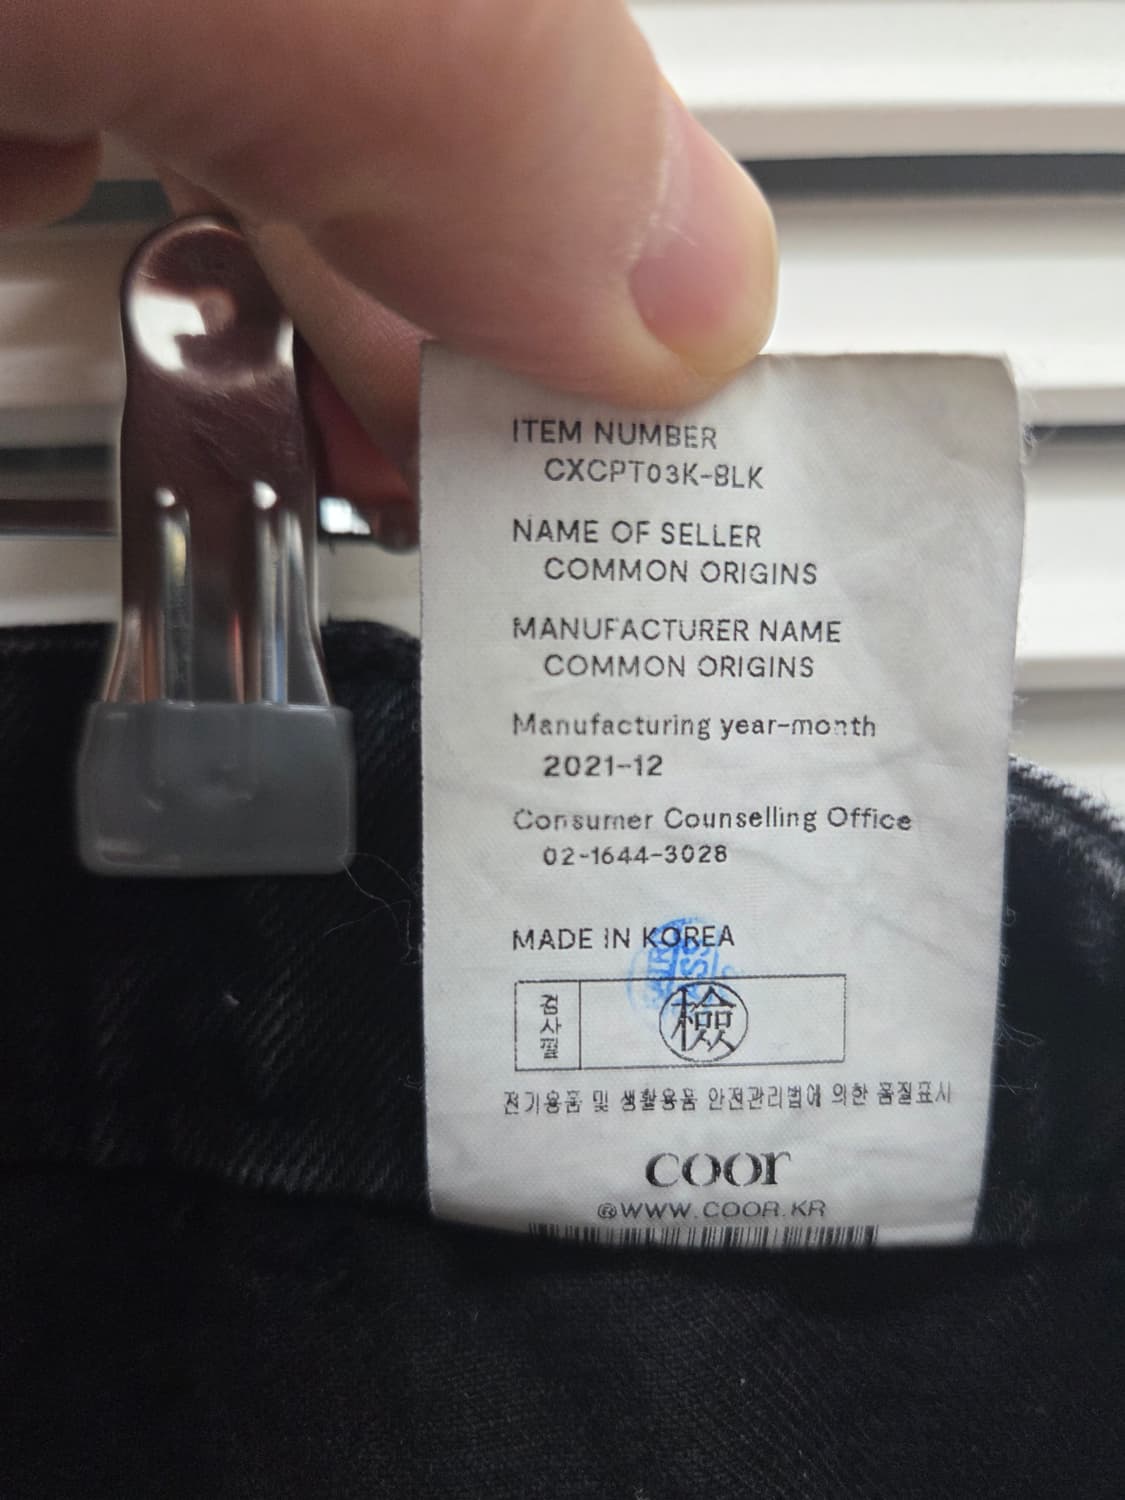 ITEM NUMBER
CXCPT03K-BLK
NAME OF SELLER
COMMON ORIGINS
MANUFACTURER NAME
COMMON ORIGINS
Manufacturing year-month
2021-12
Consumer Counselling Office
02-1644-3028
MADE IN KOREA
검사필
檢
전기용품 및 생활용품 안전관리법에 의한 품질표시
coor
®WWW.COOR.KR